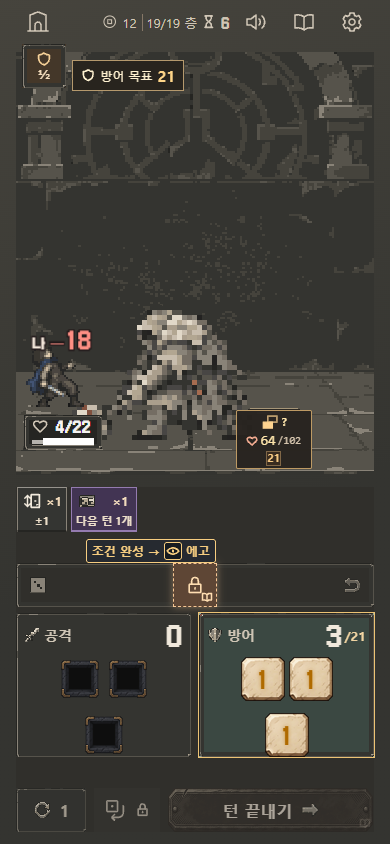 12 19/19 층 6
½
방어 목표 21
나 -18
4/22
?
64/102
21
×1
±1
×1
다음 턴 1개
조건 완성 → 예고
공격 0
방어 3/21
1 1
1
1
턴 끝내기 →